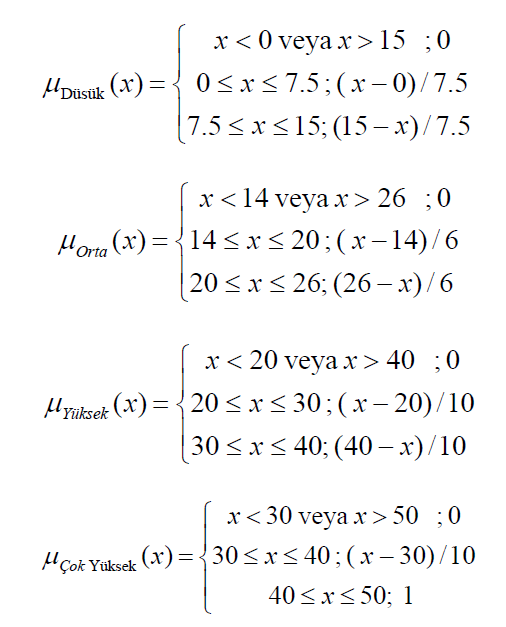 x < 0 veya x > 15 ; 0
μDüsük (x) = 0 ≤ x ≤ 7.5 ; ( x − 0) / 7.5
7.5 ≤ x ≤ 15; (15 − x) / 7.5
x < 14 veya x > 26 ; 0
μOrta (x) = 14 ≤ x ≤ 20 ; ( x − 14) / 6
20 ≤ x ≤ 26; (26 − x) / 6
x < 20 veya x > 40 ; 0
μYüksek (x) = 20 ≤ x ≤ 30 ; ( x − 20) / 10
30 ≤ x ≤ 40; (40 − x) / 10
x < 30 veya x > 50 ; 0
μÇok Yüksek (x) = 30 ≤ x ≤ 40 ; ( x − 30) / 10
40 ≤ x ≤ 50; 1